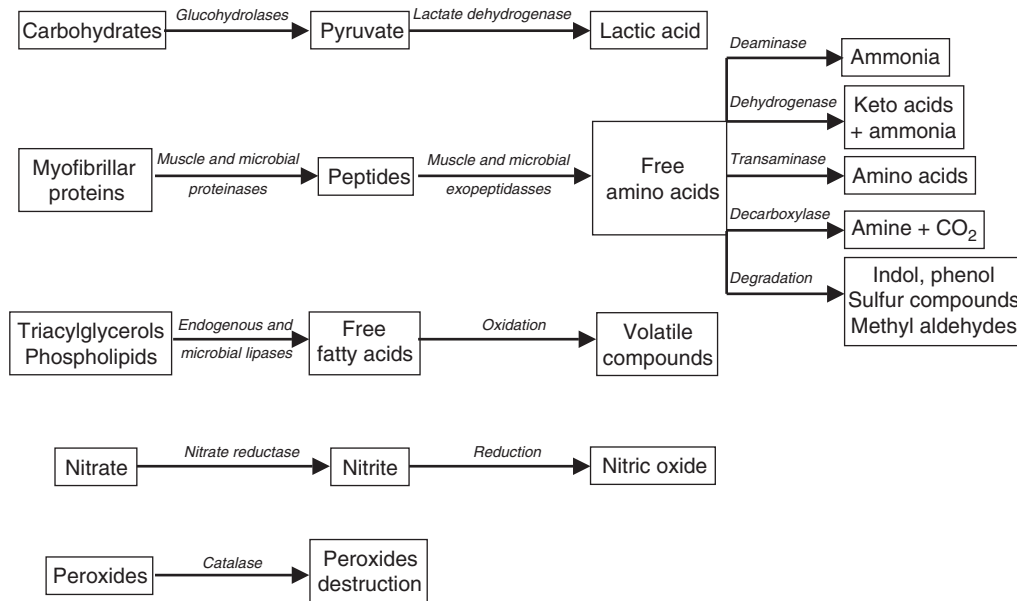 Carbohydrates
Glucohydrolases
Pyruvate
Lactate dehydrogenase
Lactic acid
Myofibrillar
proteins
Muscle and microbial
proteinases
Peptides
Muscle and microbial
exopeptidasses
Free
amino acids
Deaminase
Ammonia
Dehydrogenase
Keto acids
+ ammonia
Transaminase
Amino acids
Decarboxylase
Amine + CO2
Degradation
Indol, phenol
Sulfur compounds
Methyl aldehydes
Triacylglycerols
Phospholipids
Endogenous and
microbial lipases
Free
fatty acids
Oxidation
Volatile
compounds
Nitrate
Nitrate reductase
Nitrite
Reduction
Nitric oxide
Peroxides
Catalase
Peroxides
destruction